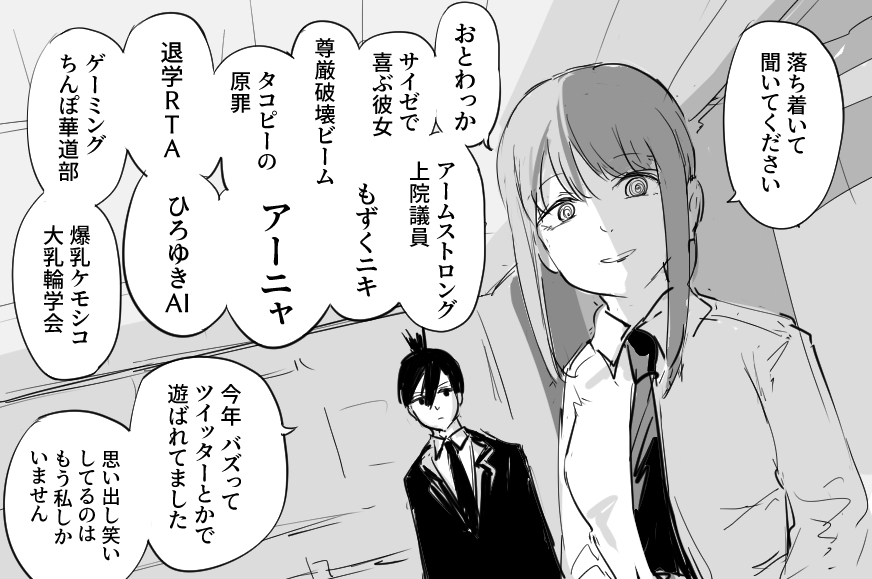 落ち着いて
聞いてください
おとわっか
サイゼで
喜ぶ彼女
尊厳破壊ビーム
タコピーの
原罪
退学RTA
ゲーミング
ちんぽ華道部
アームストロング
上院議員
もずくニキ
アーニャ
ひろゆきAI
爆乳ケモシコ
大乳輪学会
今年 バズって
ツイッターとかで
遊ばれてました
思い出し笑い
してるのは
もう私しか
いません